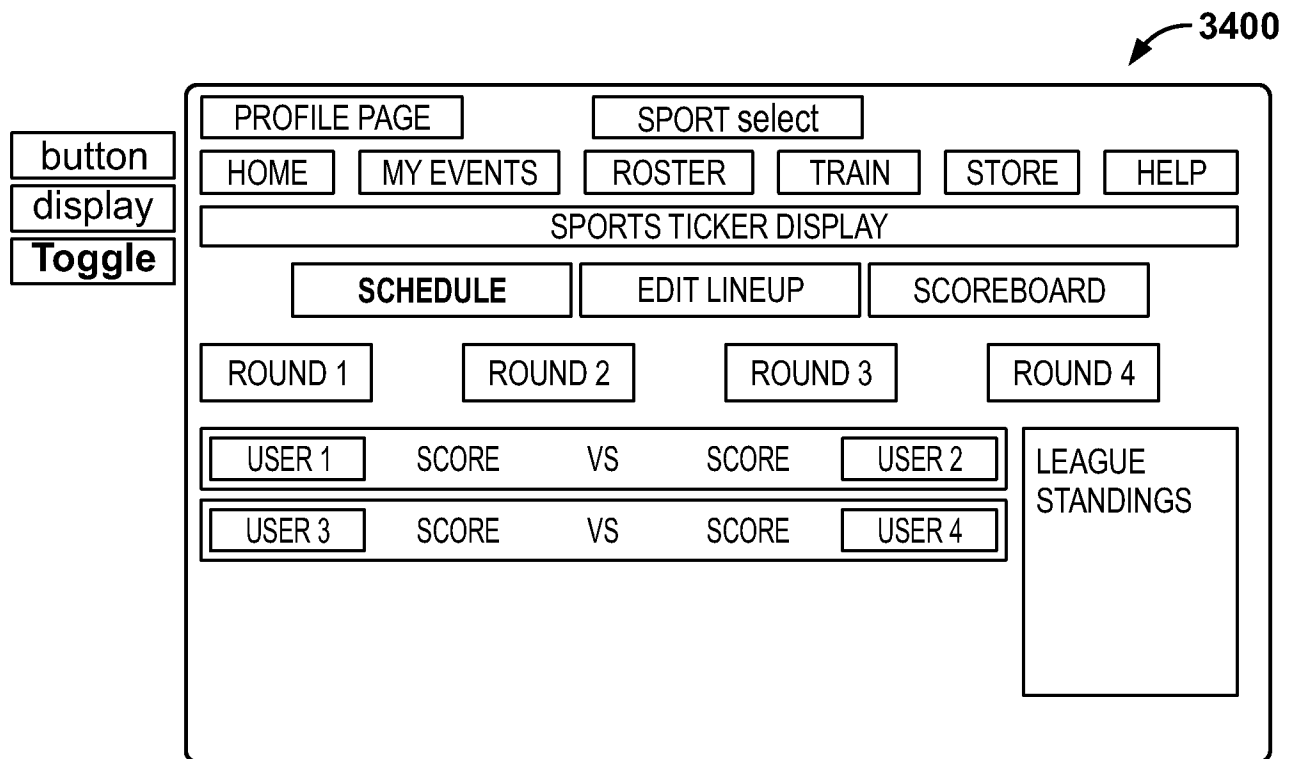 3400
PROFILE PAGE SPORT select
button
display
Toggle
HOME MY EVENTS ROSTER TRAIN STORE HELP
SPORTS TICKER DISPLAY
SCHEDULE EDIT LINEUP SCOREBOARD
ROUND 1 ROUND 2 ROUND 3 ROUND 4
USER 1 SCORE VS SCORE USER 2
USER 3 SCORE VS SCORE USER 4
LEAGUE
STANDINGS